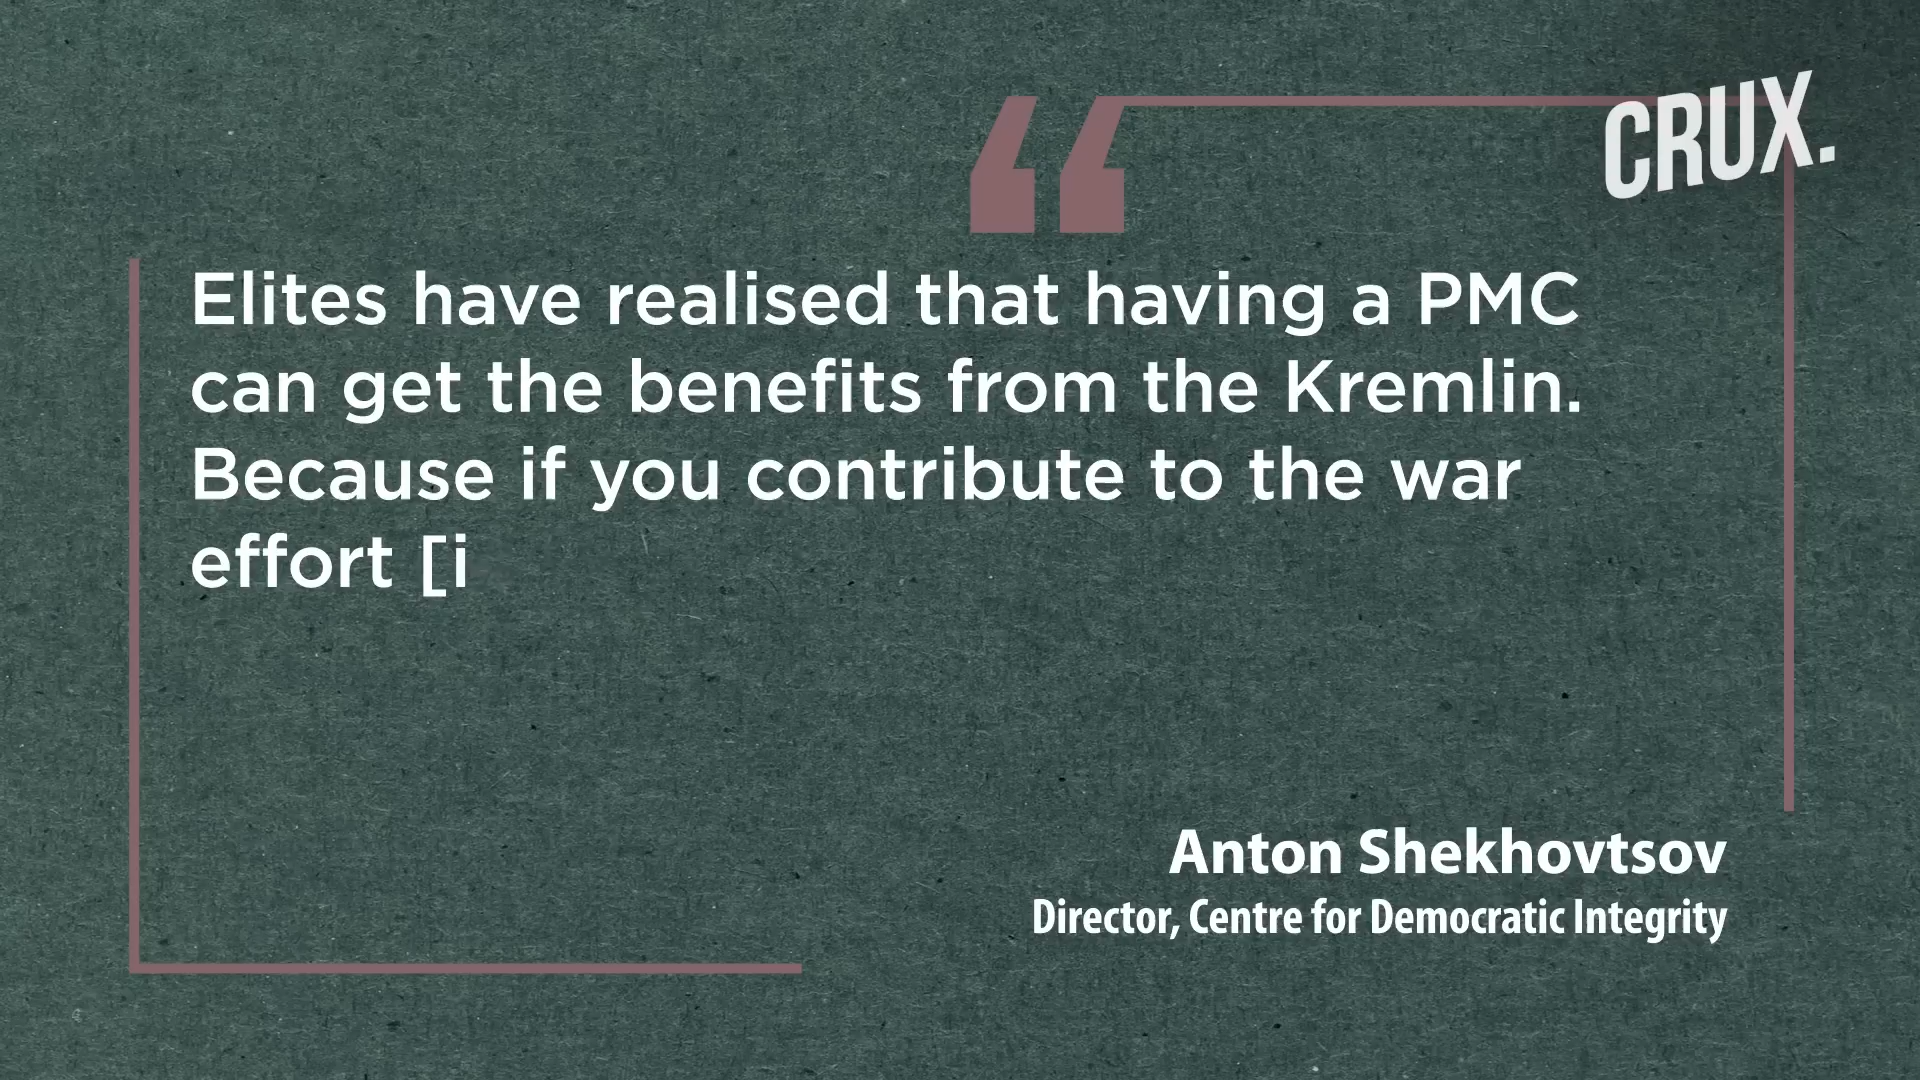 CRUX.
“
Elites have realised that having a PMC
can get the benefits from the Kremlin.
Because if you contribute to the war
effort [i
Anton Shekhovtsov
Director, Centre for Democratic Integrity